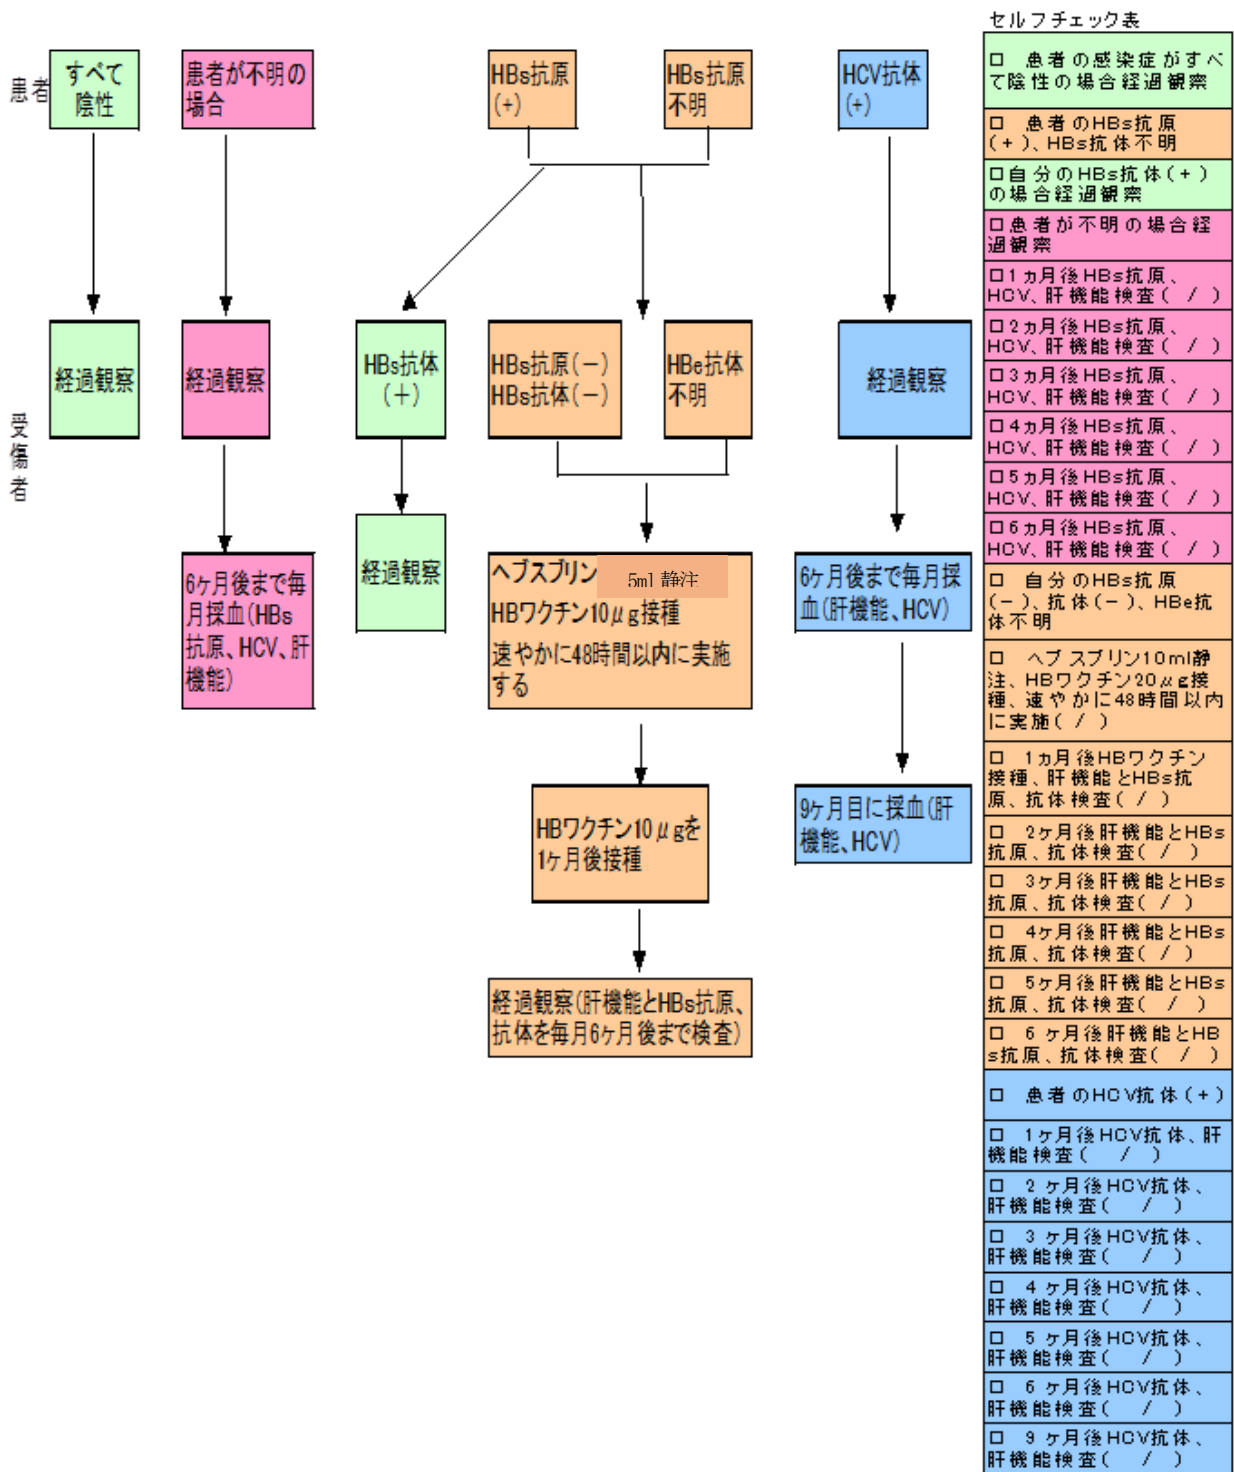 セルフチェック表
患者
すべて
陰性
患者が不明の
場合
HBs抗原
(+)
HBs抗原
不明
HCV抗体
(+)
受
傷
者
経過観察
経過観察
HBs抗体
(+)
HBs抗原(-)
HBs抗体(-)
HBe抗体
不明
経過観察
6ヶ月後まで毎
月採血(HBs
抗原、HCV、肝
機能)
経過観察
ヘブスブリン 5ml 静注
HBワクチン10μg接種
速やかに48時間以内に実施
する
6ヶ月後まで毎月採
血(肝機能、HCV)
HBワクチン10μgを
1ヶ月後接種
9ヶ月目に採血(肝
機能、HCV)
経過観察(肝機能とHBs抗原、
抗体を毎月6ヶ月後まで検査)
□ 患者の感染症がすべ
て陰性の場合経過観察
□ 患者のHBs抗原
(+)、HBs抗体不明
□自分のHBs抗体(+)
の場合経過観察
□患者が不明の場合経
過観察
□1カ月後HBs抗原、
HCV、肝機能検査( / )
□2カ月後HBs抗原、
HCV、肝機能検査( / )
□3カ月後HBs抗原、
HCV、肝機能検査( / )
□4カ月後HBs抗原、
HCV、肝機能検査( / )
□5カ月後HBs抗原、
HCV、肝機能検査( / )
□6カ月後HBs抗原、
HCV、肝機能検査( / )
□ 自分のHBs抗原
(-)、抗体(-)、HBe抗
体不明
□ ヘブスブリン10ml静
注、HBワクチン20μg接
種、速やかに48時間以内
に実施( / )
□ 1カ月後HBワクチン
接種、肝機能とHBs抗
原、抗体検査( / )
□ 2ヶ月後肝機能とHBs
抗原、抗体検査( / )
□ 3ヶ月後肝機能とHBs
抗原、抗体検査( / )
□ 4ヶ月後肝機能とHBs
抗原、抗体検査( / )
□ 5ヶ月後肝機能とHBs
抗原、抗体検査( / )
□ 6 ヶ月後肝機能とHB
s抗原、抗体検査( / )
□ 患者のHCV抗体(+)
□ 1ヶ月後HCV抗体、肝
機能検査( / )
□ 2 ヶ月後HCV抗体、
肝機能検査( / )
□ 3 ヶ月後HCV抗体、
肝機能検査( / )
□ 4 ヶ月後HCV抗体、
肝機能検査( / )
□ 5 ヶ月後HCV抗体、
肝機能検査( / )
□ 6 ヶ月後HCV抗体、
肝機能検査( / )
□ 9 ヶ月後HCV抗体、
肝機能検査( / )